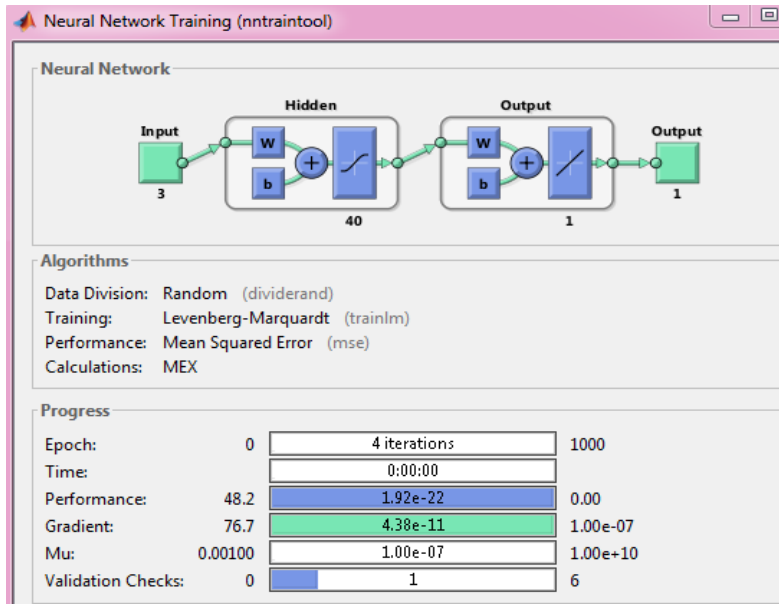 Neural Network Training (nntraintool)
Neural Network
Hidden Output
Input Output
W W
+ +
b b
3 1
40 1
Algorithms
Data Division: Random (dividerand)
Training: Levenberg-Marquardt (trainlm)
Performance: Mean Squared Error (mse)
Calculations: MEX
Progress
Epoch: 0 4 iterations 1000
Time: 0:00:00
Performance: 48.2 1.92e-22 0.00
Gradient: 76.7 4.38e-11 1.00e-07
Mu: 0.00100 1.00e-07 1.00e+10
Validation Checks: 0 1 6